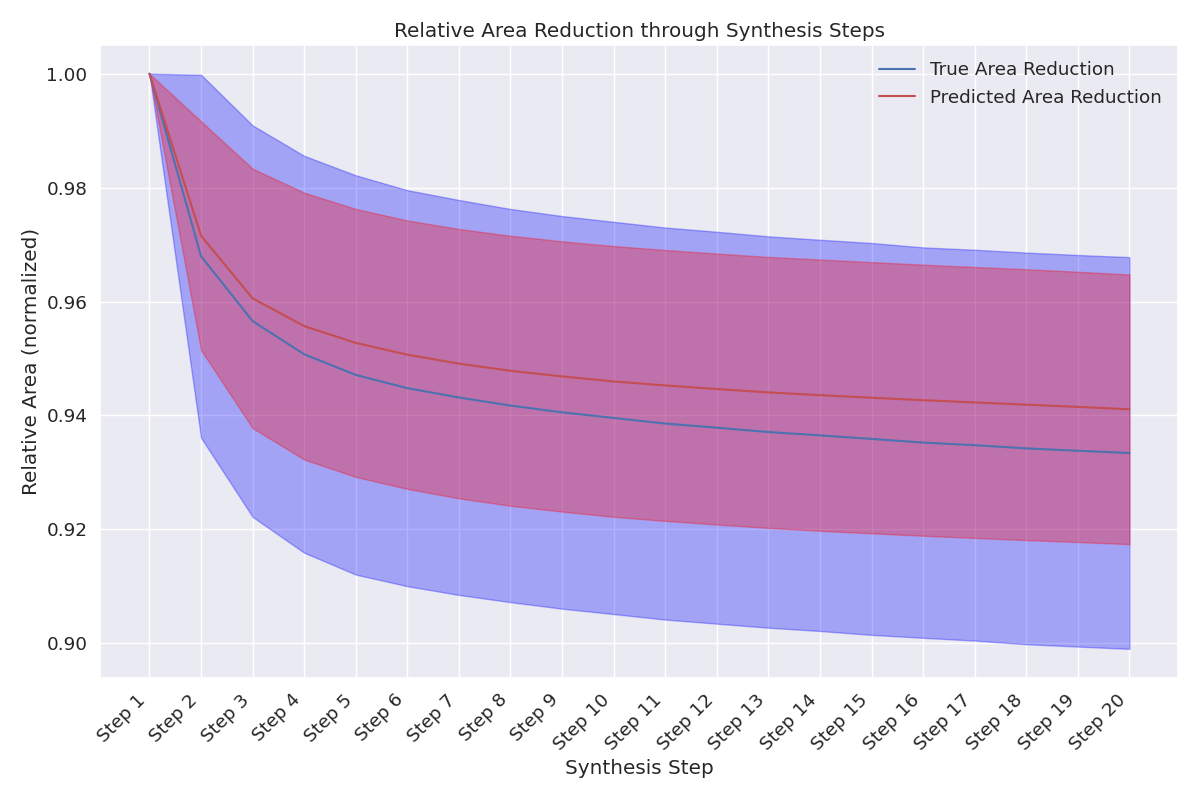 Relative Area Reduction through Synthesis Steps
True Area Reduction
Predicted Area Reduction
Relative Area (normalized)
1.00
0.98
0.96
0.94
0.92
0.90
Step 1
Step 2
Step 3
Step 4
Step 5
Step 6
Step 7
Step 8
Step 9
Step 10
Step 11
Step 12
Step 13
Step 14
Step 15
Step 16
Step 17
Step 18
Step 19
Step 20
Synthesis Step